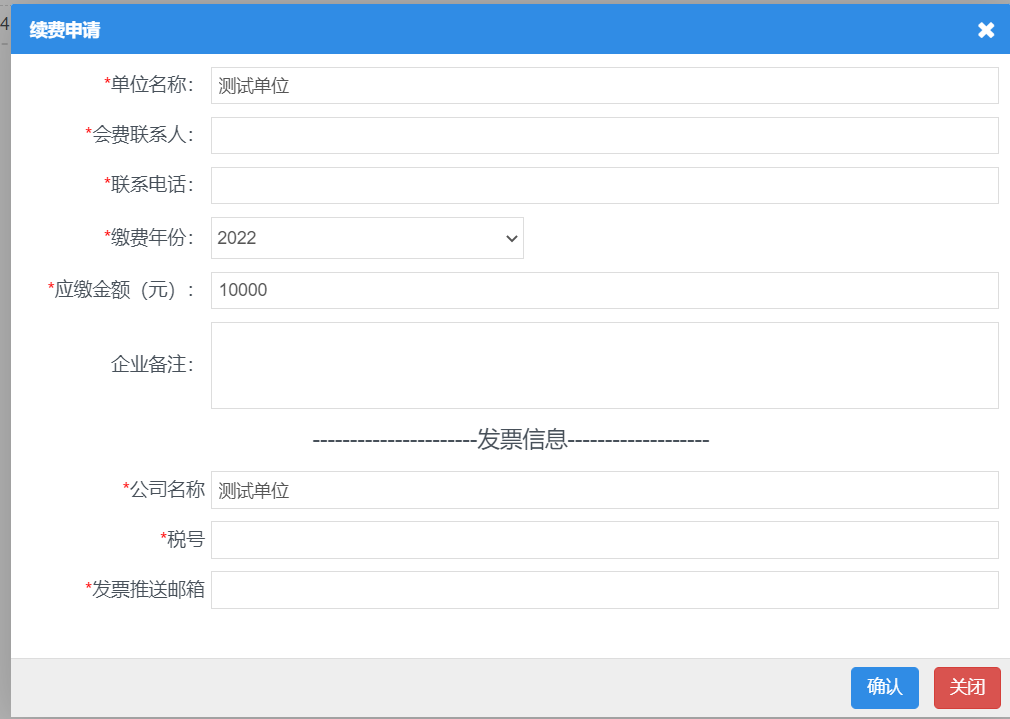 4
续费申请
*单位名称： 测试单位
*会费联系人：
*联系电话：
*缴费年份： 2022
*应缴金额（元）： 10000
企业备注：
----------------------发票信息-------------------
*公司名称 测试单位
*税号
*发票推送邮箱
确认 关闭